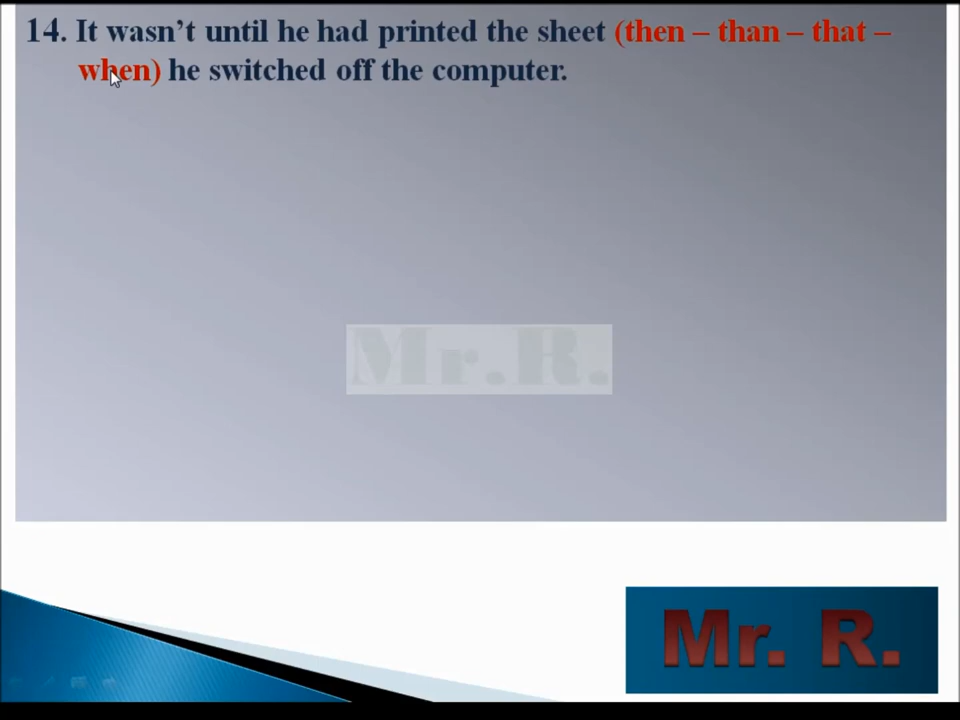 14. It wasn’t until he had printed the sheet (then – than – that –
when) he switched off the computer.
Mr.R.
Mr. R.